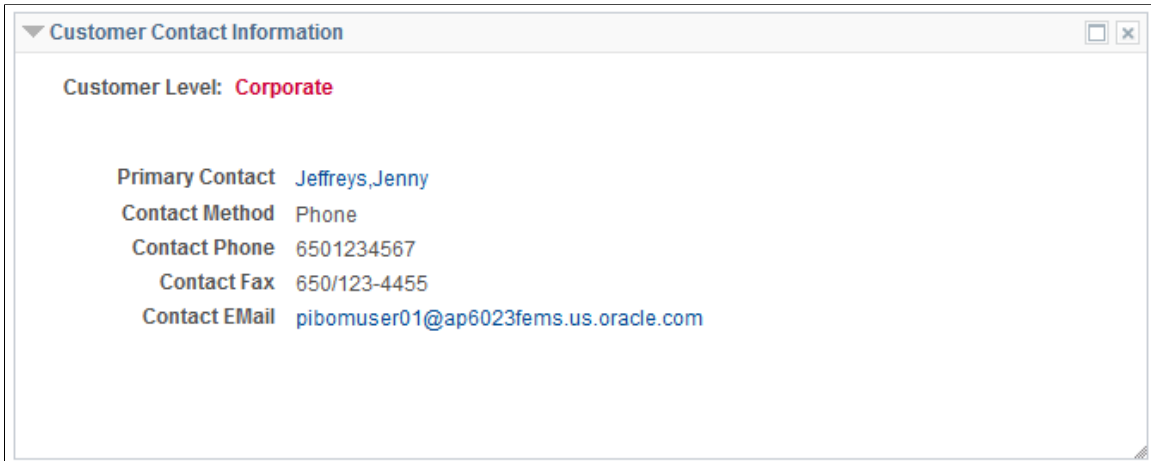 Customer Contact Information
Customer Level: Corporate
Primary Contact Jeffreys,Jenny
Contact Method Phone
Contact Phone 6501234567
Contact Fax 650/123-4455
Contact EMail pibomuser01@ap6023fems.us.oracle.com